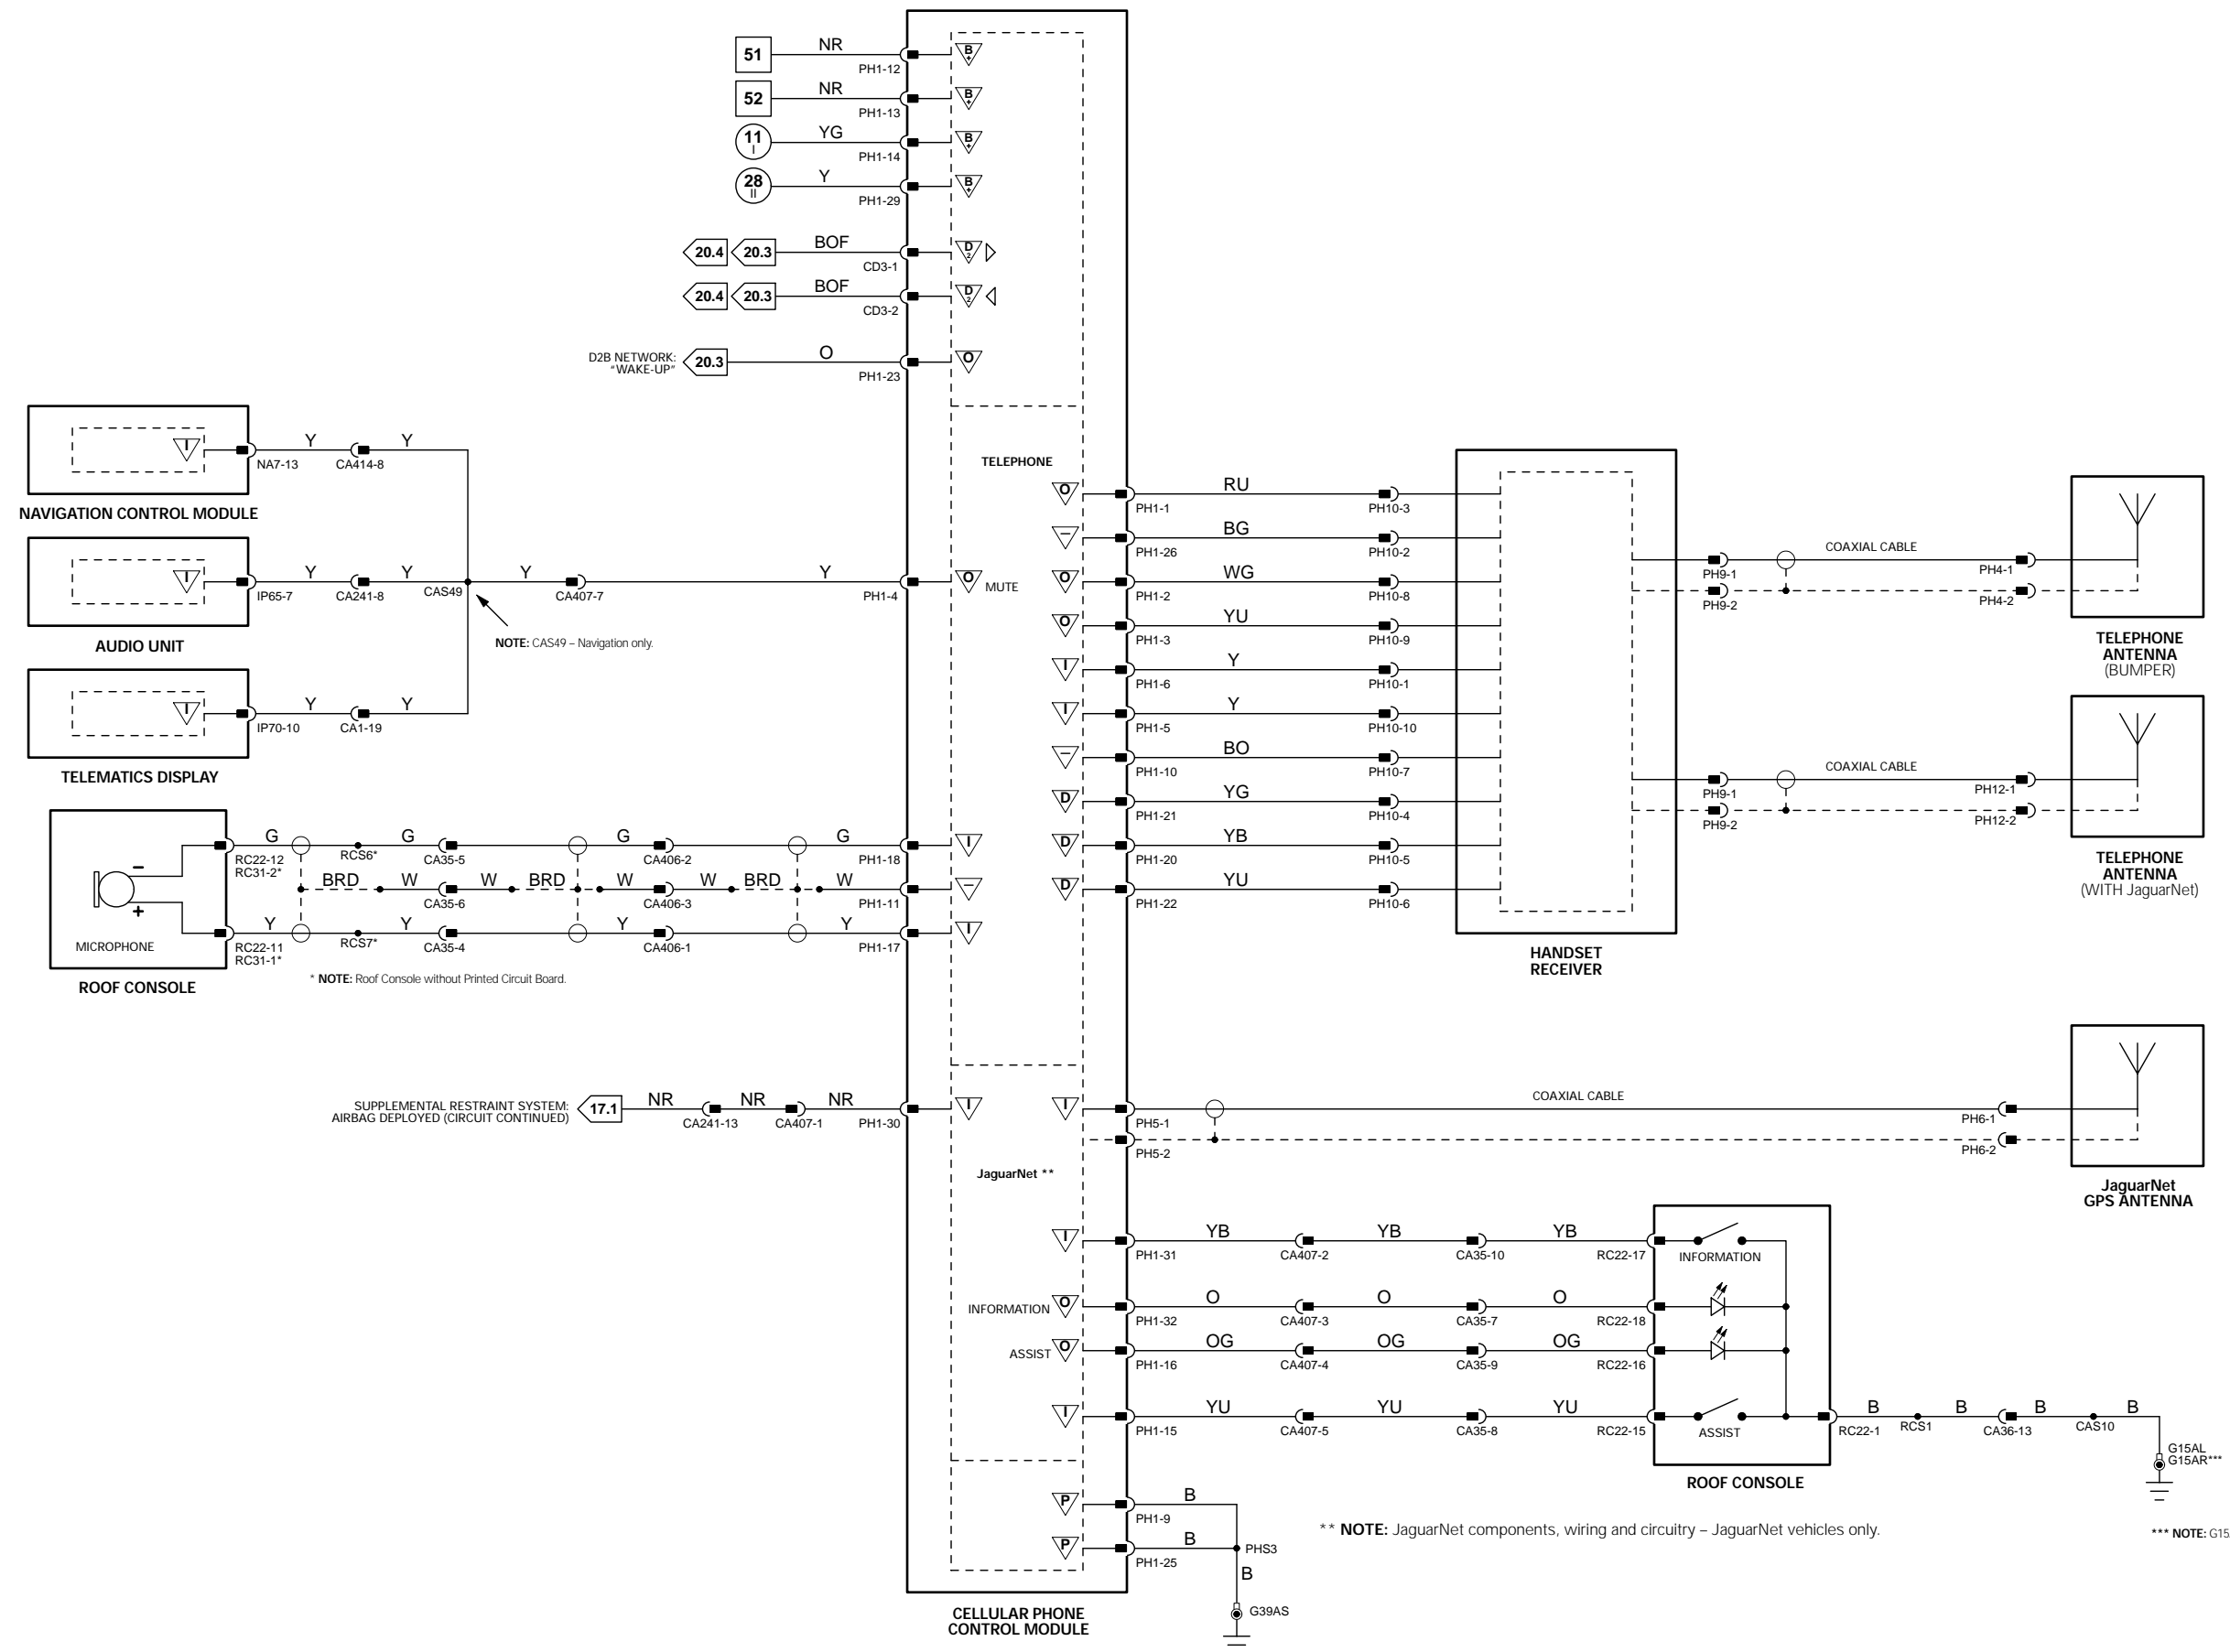 51
NR
PH1-12
B
+
52
NR
PH1-13
B
+
11
I
YG
PH1-14
B
+
28
II
Y
PH1-29
B
+
20.4
20.3
BOF
CD3-1
D
2
20.4
20.3
BOF
CD3-2
D
2
D2B NETWORK:
“WAKE-UP”
20.3
O
PH1-23
O
I
NA7-13
Y
CA414-8
Y
NAVIGATION CONTROL MODULE
I
IP65-7
Y
CA241-8
Y
CAS49
Y
CA407-7
Y
PH1-4
O
MUTE
AUDIO UNIT
NOTE: CAS49 – Navigation only.
I
IP70-10
Y
CA1-19
Y
TELEMATICS DISPLAY
–
+
MICROPHONE
ROOF CONSOLE
RC22-12
RC31-2*
G
RCS6*
G
CA35-5
G
CA406-2
G
PH1-18
I
BRD
W
CA35-6
W
BRD
W
CA406-3
W
BRD
W
PH1-11
–
RC22-11
RC31-1*
Y
RCS7*
Y
CA35-4
Y
CA406-1
Y
PH1-17
I
* NOTE: Roof Console without Printed Circuit Board.
SUPPLEMENTAL RESTRAINT SYSTEM:
AIRBAG DEPLOYED (CIRCUIT CONTINUED)
17.1
NR
CA241-13
NR
CA407-1
NR
PH1-30
I
TELEPHONE
O
PH1-1
RU
PH10-3
–
PH1-26
BG
PH10-2
O
PH1-2
WG
PH10-8
O
PH1-3
YU
PH10-9
I
PH1-6
Y
PH10-1
I
PH1-5
Y
PH10-10
–
PH1-10
BO
PH10-7
D
PH1-21
YG
PH10-4
D
PH1-20
YB
PH10-5
D
PH1-22
YU
PH10-6
HANDSET
RECEIVER
PH9-1
COAXIAL CABLE
PH4-1
PH9-2
PH4-2
TELEPHONE
ANTENNA
(BUMPER)
PH9-1
COAXIAL CABLE
PH12-1
PH9-2
PH12-2
TELEPHONE
ANTENNA
(WITH JaguarNet)
I
PH5-1
COAXIAL CABLE
PH6-1
PH5-2
PH6-2
JaguarNet
GPS ANTENNA
JaguarNet **
I
PH1-31
YB
CA407-2
YB
CA35-10
YB
RC22-17
INFORMATION
INFORMATION
O
PH1-32
O
CA407-3
O
CA35-7
O
RC22-18
ASSIST
O
PH1-16
OG
CA407-4
OG
CA35-9
OG
RC22-16
I
PH1-15
YU
CA407-5
YU
CA35-8
YU
RC22-15
ASSIST
RC22-1
B
RCS1
B
CA36-13
B
CAS10
B
G15AL
G15AR***
ROOF CONSOLE
P
PH1-9
B
P
PH1-25
B
PHS3
B
G39AS
** NOTE: JaguarNet components, wiring and circuitry – JaguarNet vehicles only.
*** NOTE: G15
CELLULAR PHONE
CONTROL MODULE